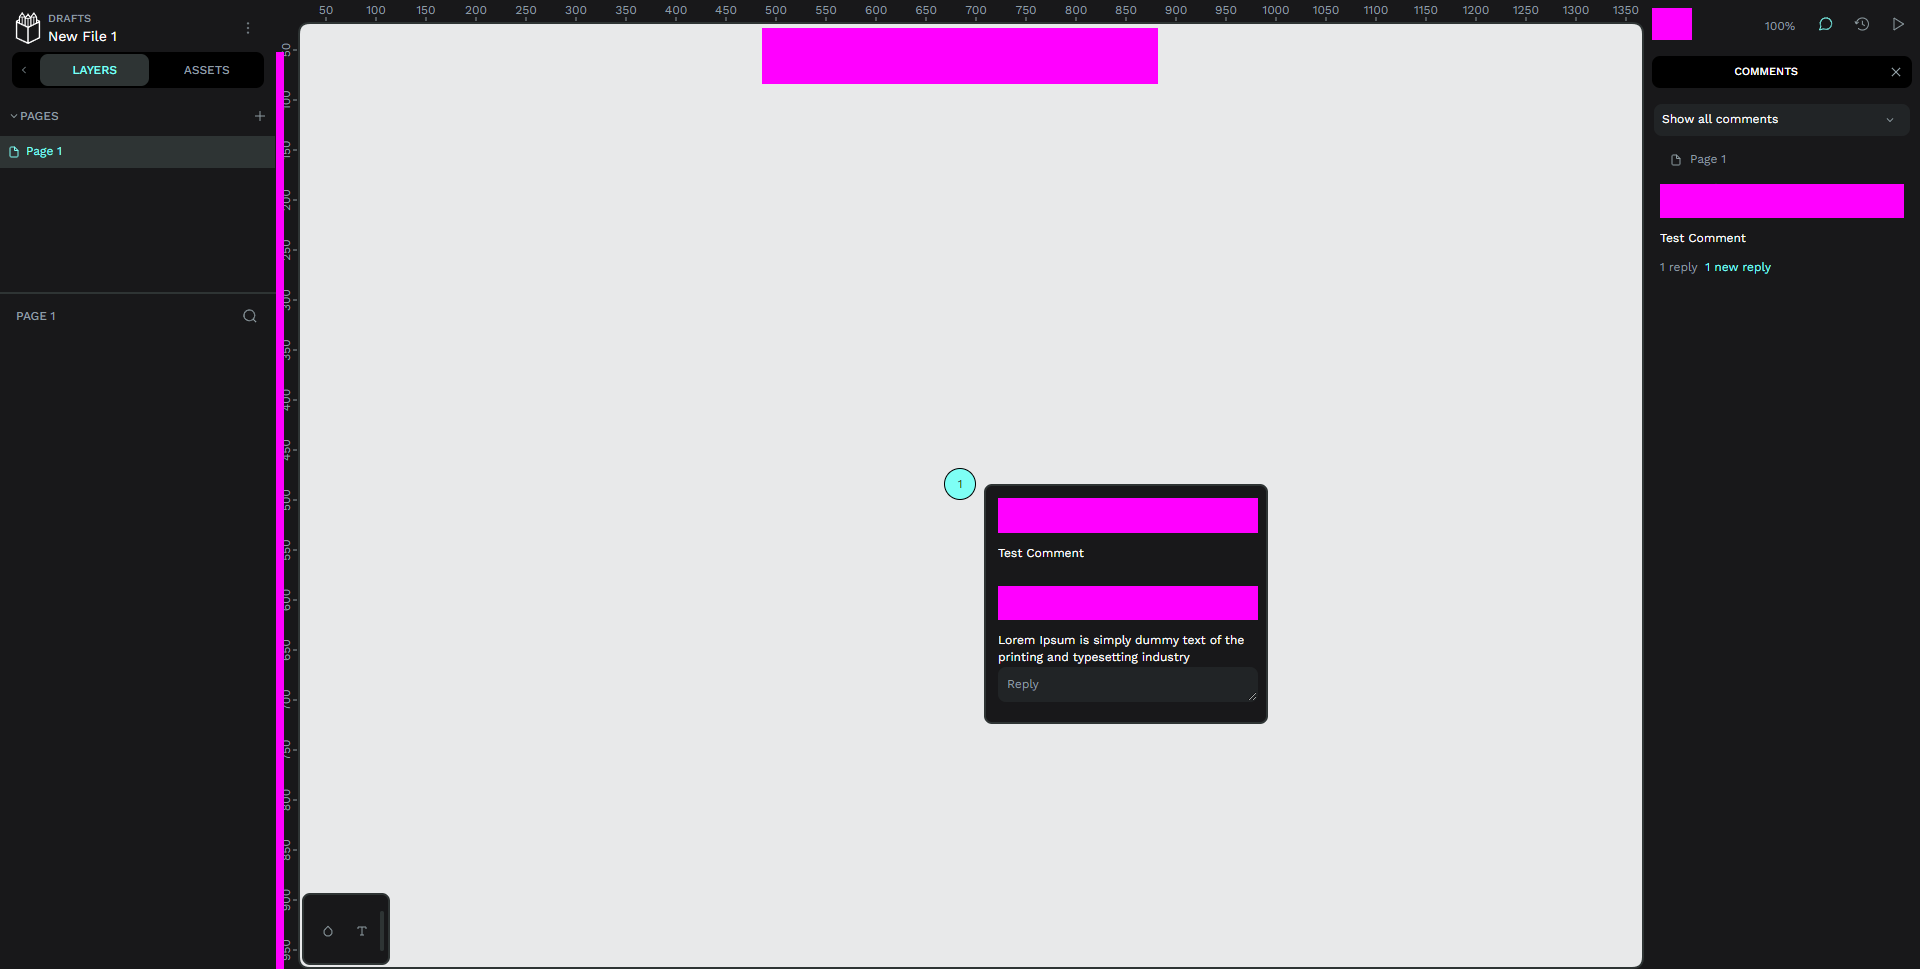 DRAFTS
New File 1
LAYERS
ASSETS
PAGES
Page 1
PAGE 1
50 100 150 200 250 300 350 400 450 500 550 600 650 700 750 800 850 900 950 1000 1050 1100 1150 1200 1250 1300 1350
50
100
150
200
250
300
350
400
450
500
550
600
650
700
750
800
850
900
950
1
Test Comment
Lorem Ipsum is simply dummy text of the
printing and typesetting industry
Reply
100%
COMMENTS
Show all comments
Page 1
Test Comment
1 reply 1 new reply